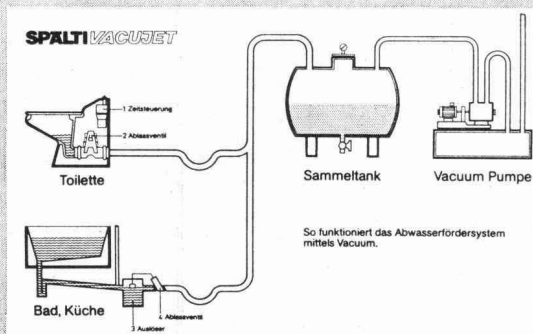 SPÄLTI VACUJET
1 Zeitsteuerung
2 Ablassventil
Toilette
Sammeltank
Vacuum Pumpe
So funktioniert das Abwasserfördersystem
mittels Vacuum.
Bad, Küche
3 Auslöser
4 Ablassventil